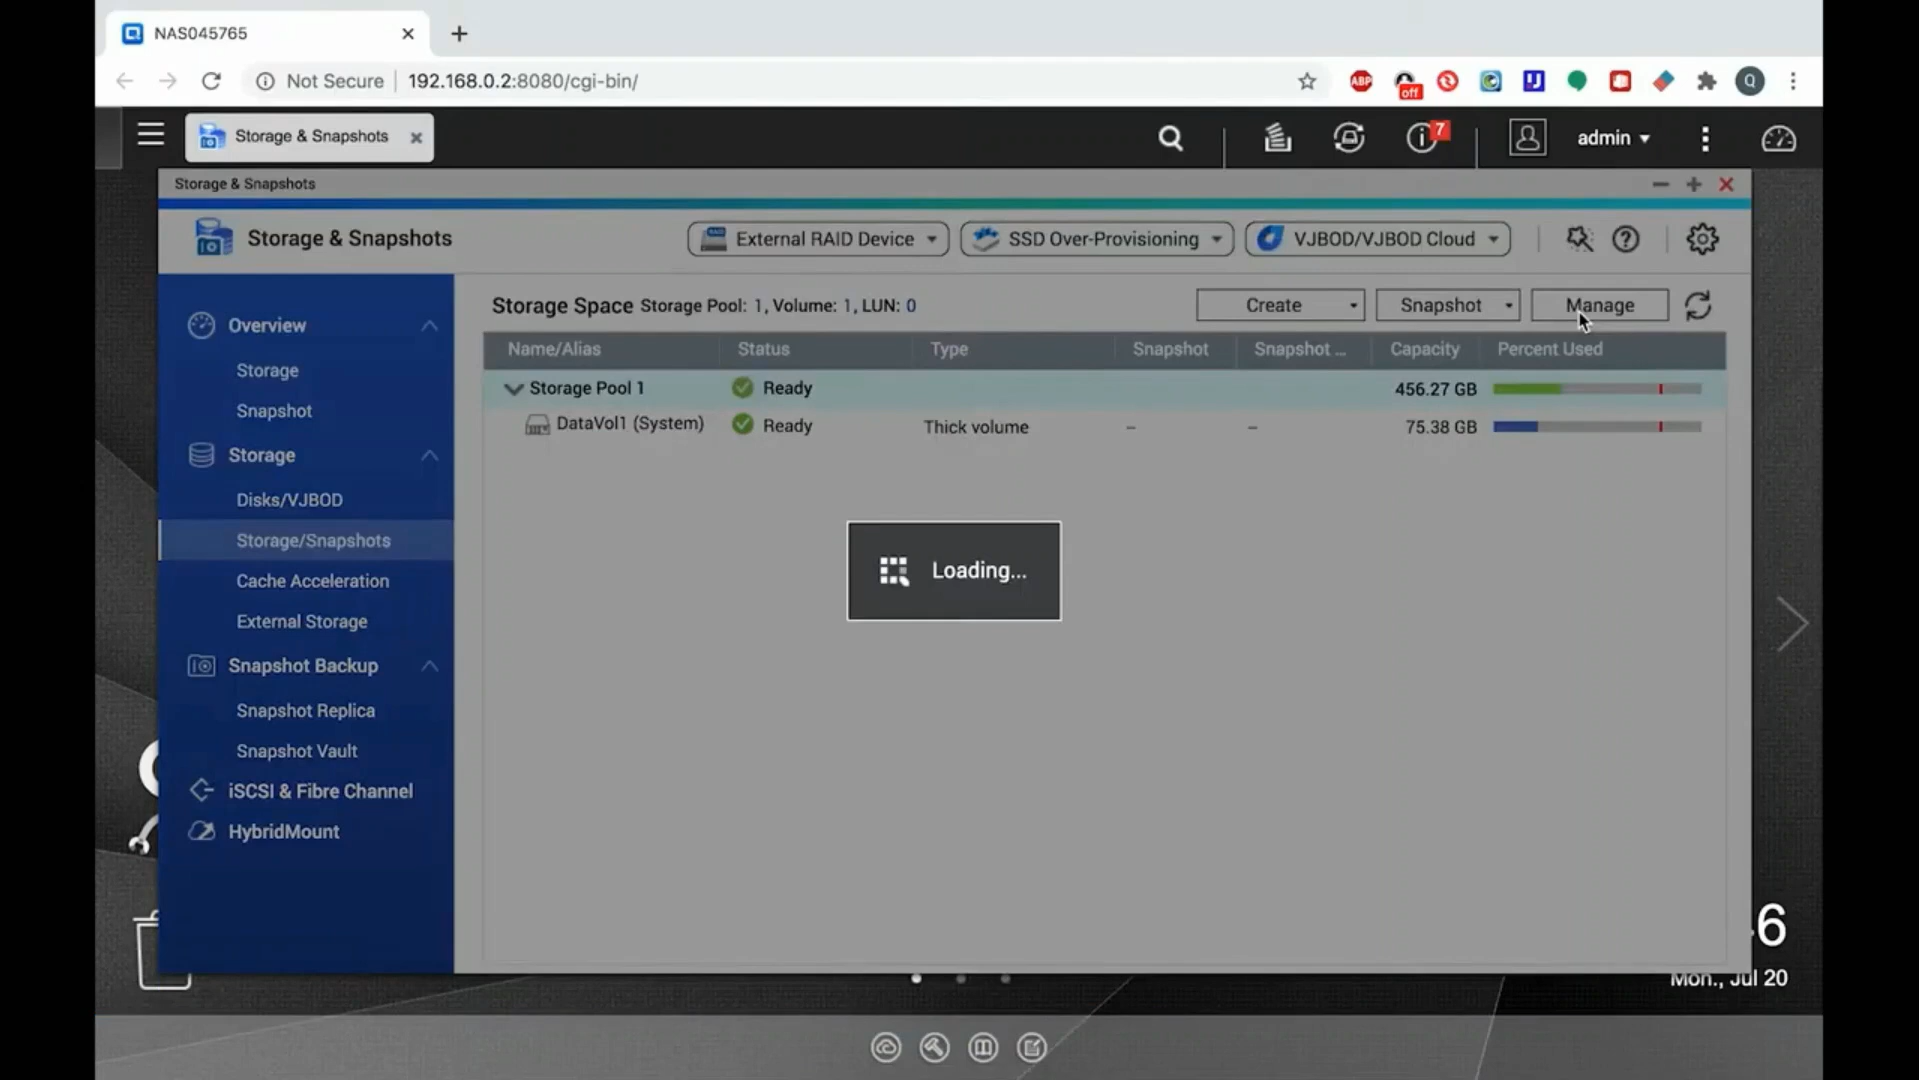 NAS045765
Not Secure 192.168.0.2:8080/cgi-bin/
ABP
off
Q
Storage & Snapshots
7
admin
Storage & Snapshots
Storage & Snapshots
External RAID Device
SSD Over-Provisioning
VJBOD/VJBOD Cloud
Overview
Storage
Snapshot
Storage
Disks/VJBOD
Storage/Snapshots
Cache Acceleration
External Storage
Snapshot Backup
Snapshot Replica
Snapshot Vault
iSCSI & Fibre Channel
HybridMount
Storage Space Storage Pool: 1, Volume: 1, LUN: 0
Create
Snapshot
Manage
Name/Alias Status Type Snapshot Snapshot ... Capacity Percent Used
Storage Pool 1 Ready 456.27 GB
DataVol1 (System) Ready Thick volume – – 75.38 GB
Loading...
6
Mon., Jul 20